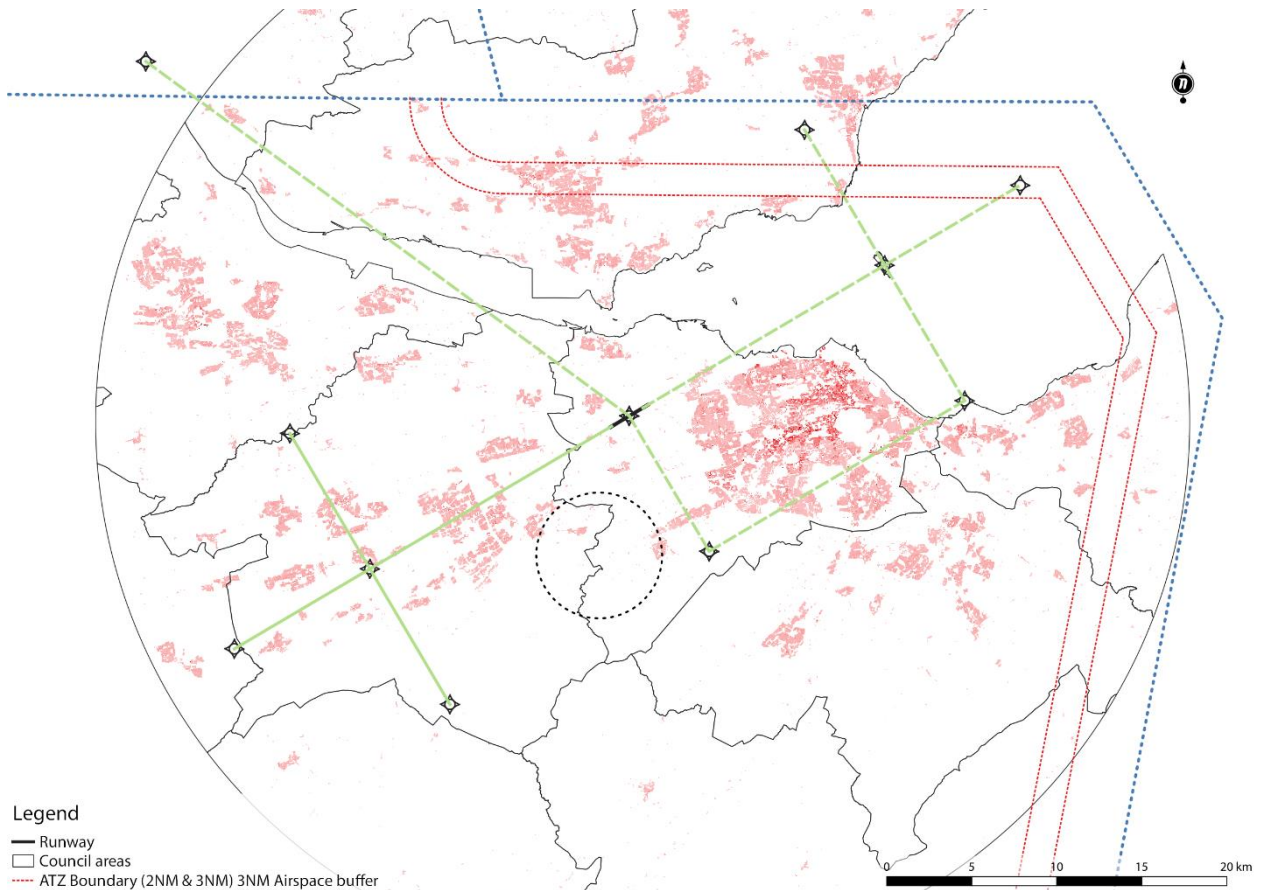 n
Legend
Runway
Council areas
ATZ Boundary (2NM & 3NM) 3NM Airspace buffer
0 5 10 15 20 km